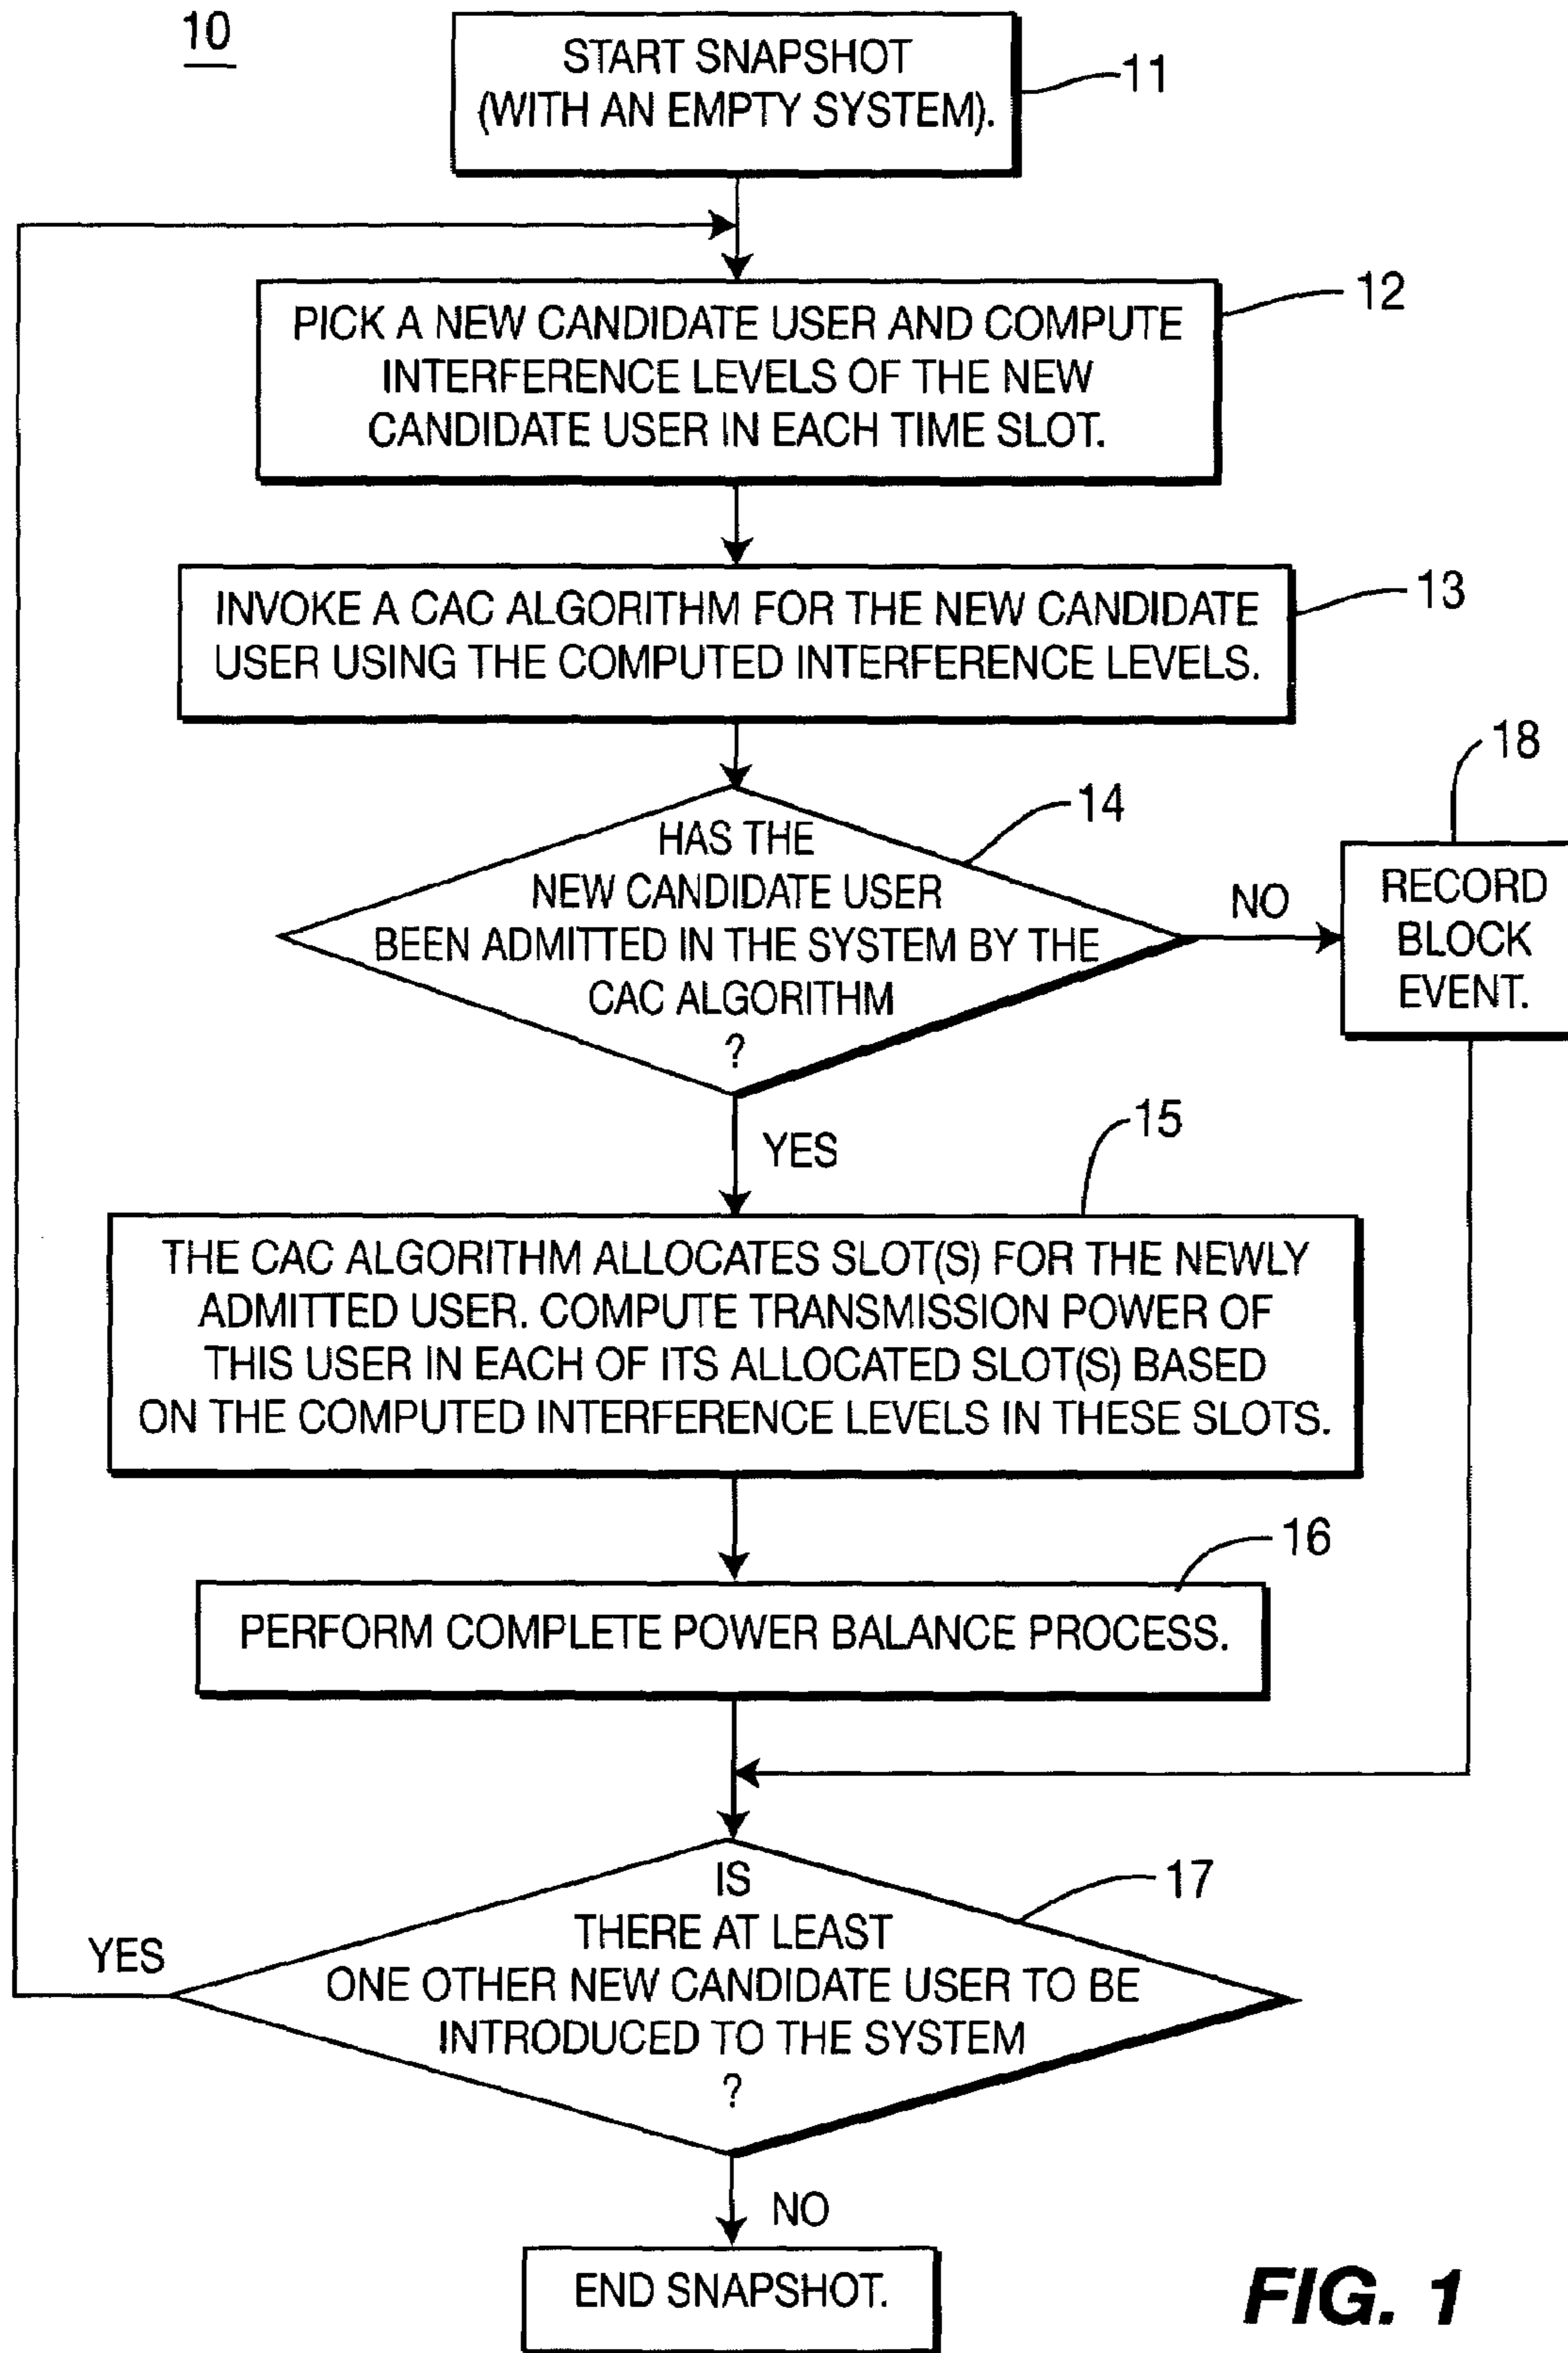 10
START SNAPSHOT
(WITH AN EMPTY SYSTEM).
11
PICK A NEW CANDIDATE USER AND COMPUTE
INTERFERENCE LEVELS OF THE NEW
CANDIDATE USER IN EACH TIME SLOT.
12
INVOKE A CAC ALGORITHM FOR THE NEW CANDIDATE
USER USING THE COMPUTED INTERFERENCE LEVELS.
13
HAS THE
NEW CANDIDATE USER
BEEN ADMITTED IN THE SYSTEM BY THE
CAC ALGORITHM
?
14
NO
18
RECORD
BLOCK
EVENT.
YES
15
THE CAC ALGORITHM ALLOCATES SLOT(S) FOR THE NEWLY
ADMITTED USER. COMPUTE TRANSMISSION POWER OF
THIS USER IN EACH OF ITS ALLOCATED SLOT(S) BASED
ON THE COMPUTED INTERFERENCE LEVELS IN THESE SLOTS.
16
PERFORM COMPLETE POWER BALANCE PROCESS.
IS
THERE AT LEAST
ONE OTHER NEW CANDIDATE USER TO BE
INTRODUCED TO THE SYSTEM
?
17
YES
NO
END SNAPSHOT.
FIG. 1